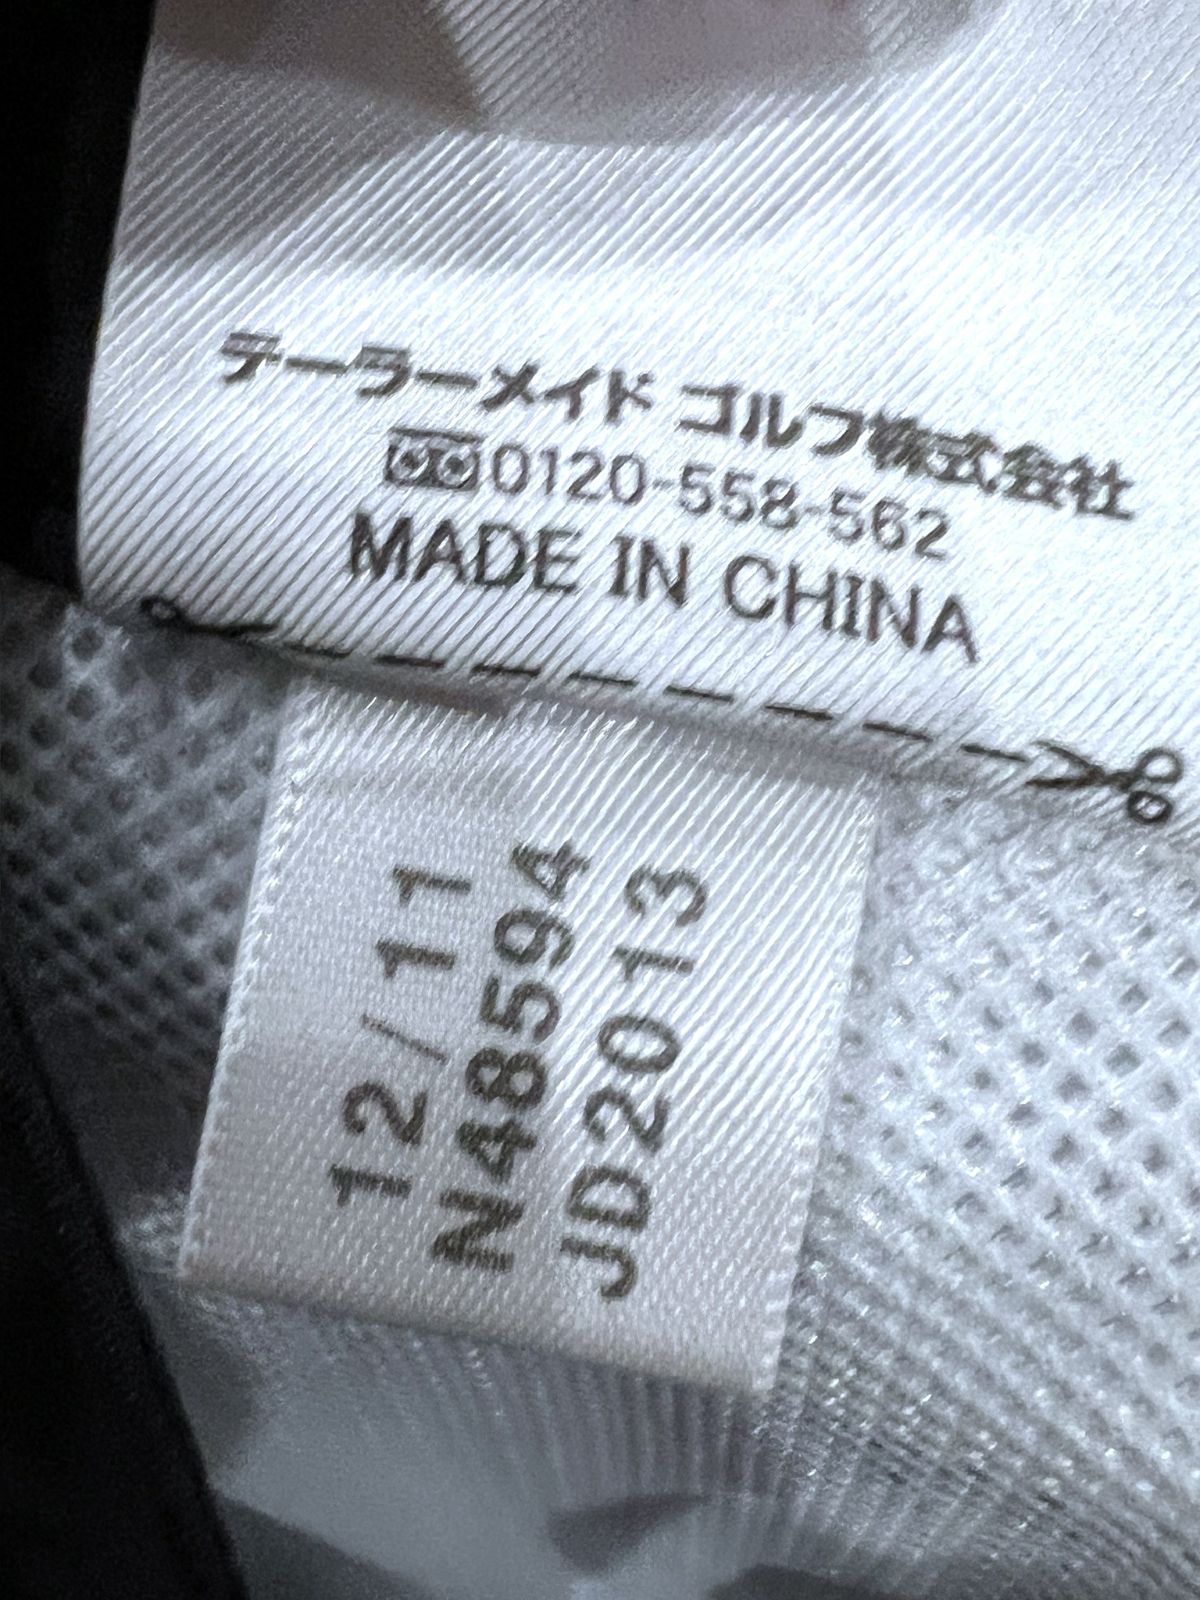 テーラーメイド ゴルフ株式会社
0120-558-562
MADE IN CHINA
12/11
N48594
JD2013